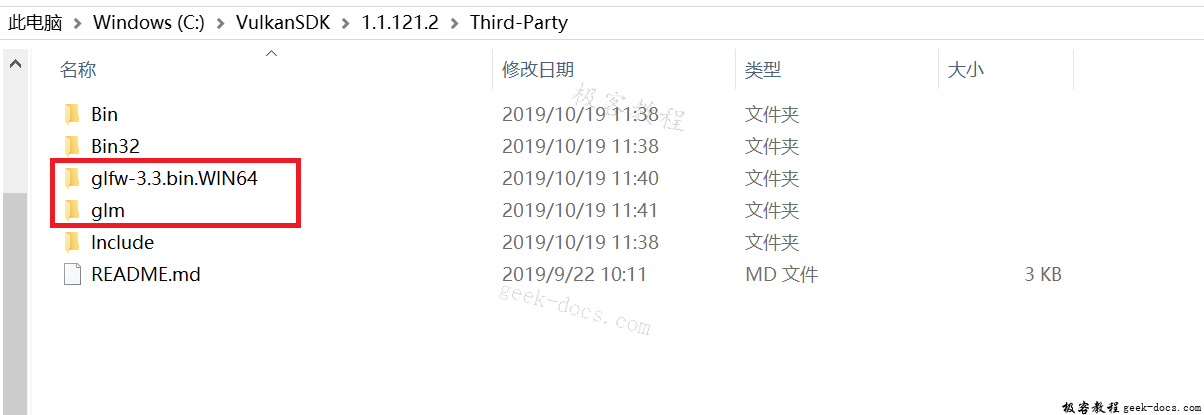 此电脑 > Windows (C:) > VulkanSDK > 1.1.121.2 > Third-Party
名称 修改日期 类型 大小
Bin 2019/10/19 11:38 文件夹
Bin32 2019/10/19 11:38 文件夹
glfw-3.3.bin.WIN64 2019/10/19 11:40 文件夹
glm 2019/10/19 11:41 文件夹
Include 2019/10/19 11:38 文件夹
README.md 2019/9/22 10:11 MD 文件 3 KB
极客教程
geek-docs.com
极客教程 geek-docs.com